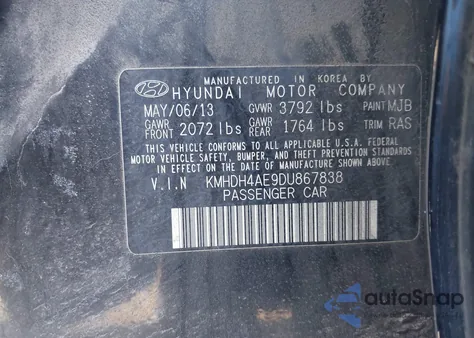 MANUFACTURED IN KOREA BY
HYUNDAI MOTOR COMPANY
MAY/06/13 GVWR 3792 lbs PAINT MJB
GAWR FRONT 2072 lbs GAWR REAR 1764 lbs TRIM RAS
THIS VEHICLE CONFORMS TO ALL APPLICABLE U.S.A. FEDERAL
MOTOR VEHICLE SAFETY, BUMPER, AND THEFT PREVENTION STANDARDS
IN EFFECT ON THE DATE OF MANUFACTURE SHOWN ABOVE.
V.I.N KMHDH4AE9DU867838
PASSENGER CAR
autaSnap